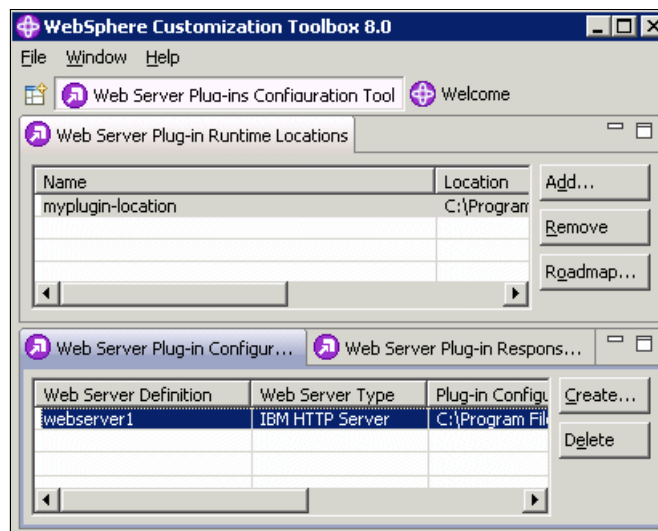 WebSphere Customization Toolbox 8.0
File Window Help
Web Server Plug-ins Configuration Tool Welcome
Web Server Plug-in Runtime Locations
Name Location Add...
myplugin-location C:\Program
Remove
Roadmap...
Web Server Plug-in Configur... Web Server Plug-in Respons...
Web Server Definition Web Server Type Plug-in Configu Create...
webserver1 IBM HTTP Server C:\Program File
Delete